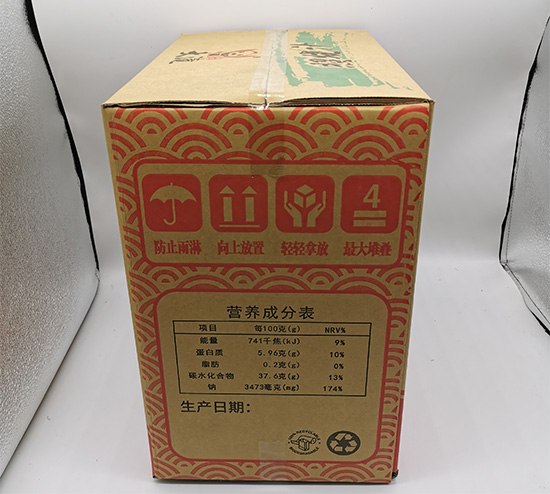 防止雨淋 向上放置 轻轻拿放 4 最大堆叠
营养成分表
项目 每100克(g) NRV%
能量 741千焦(kJ) 9%
蛋白质 5.96克(g) 10%
脂肪 0.2克(g) 0%
碳水化合物 37.6克(g) 13%
钠 3473毫克(mg) 174%
生产日期: